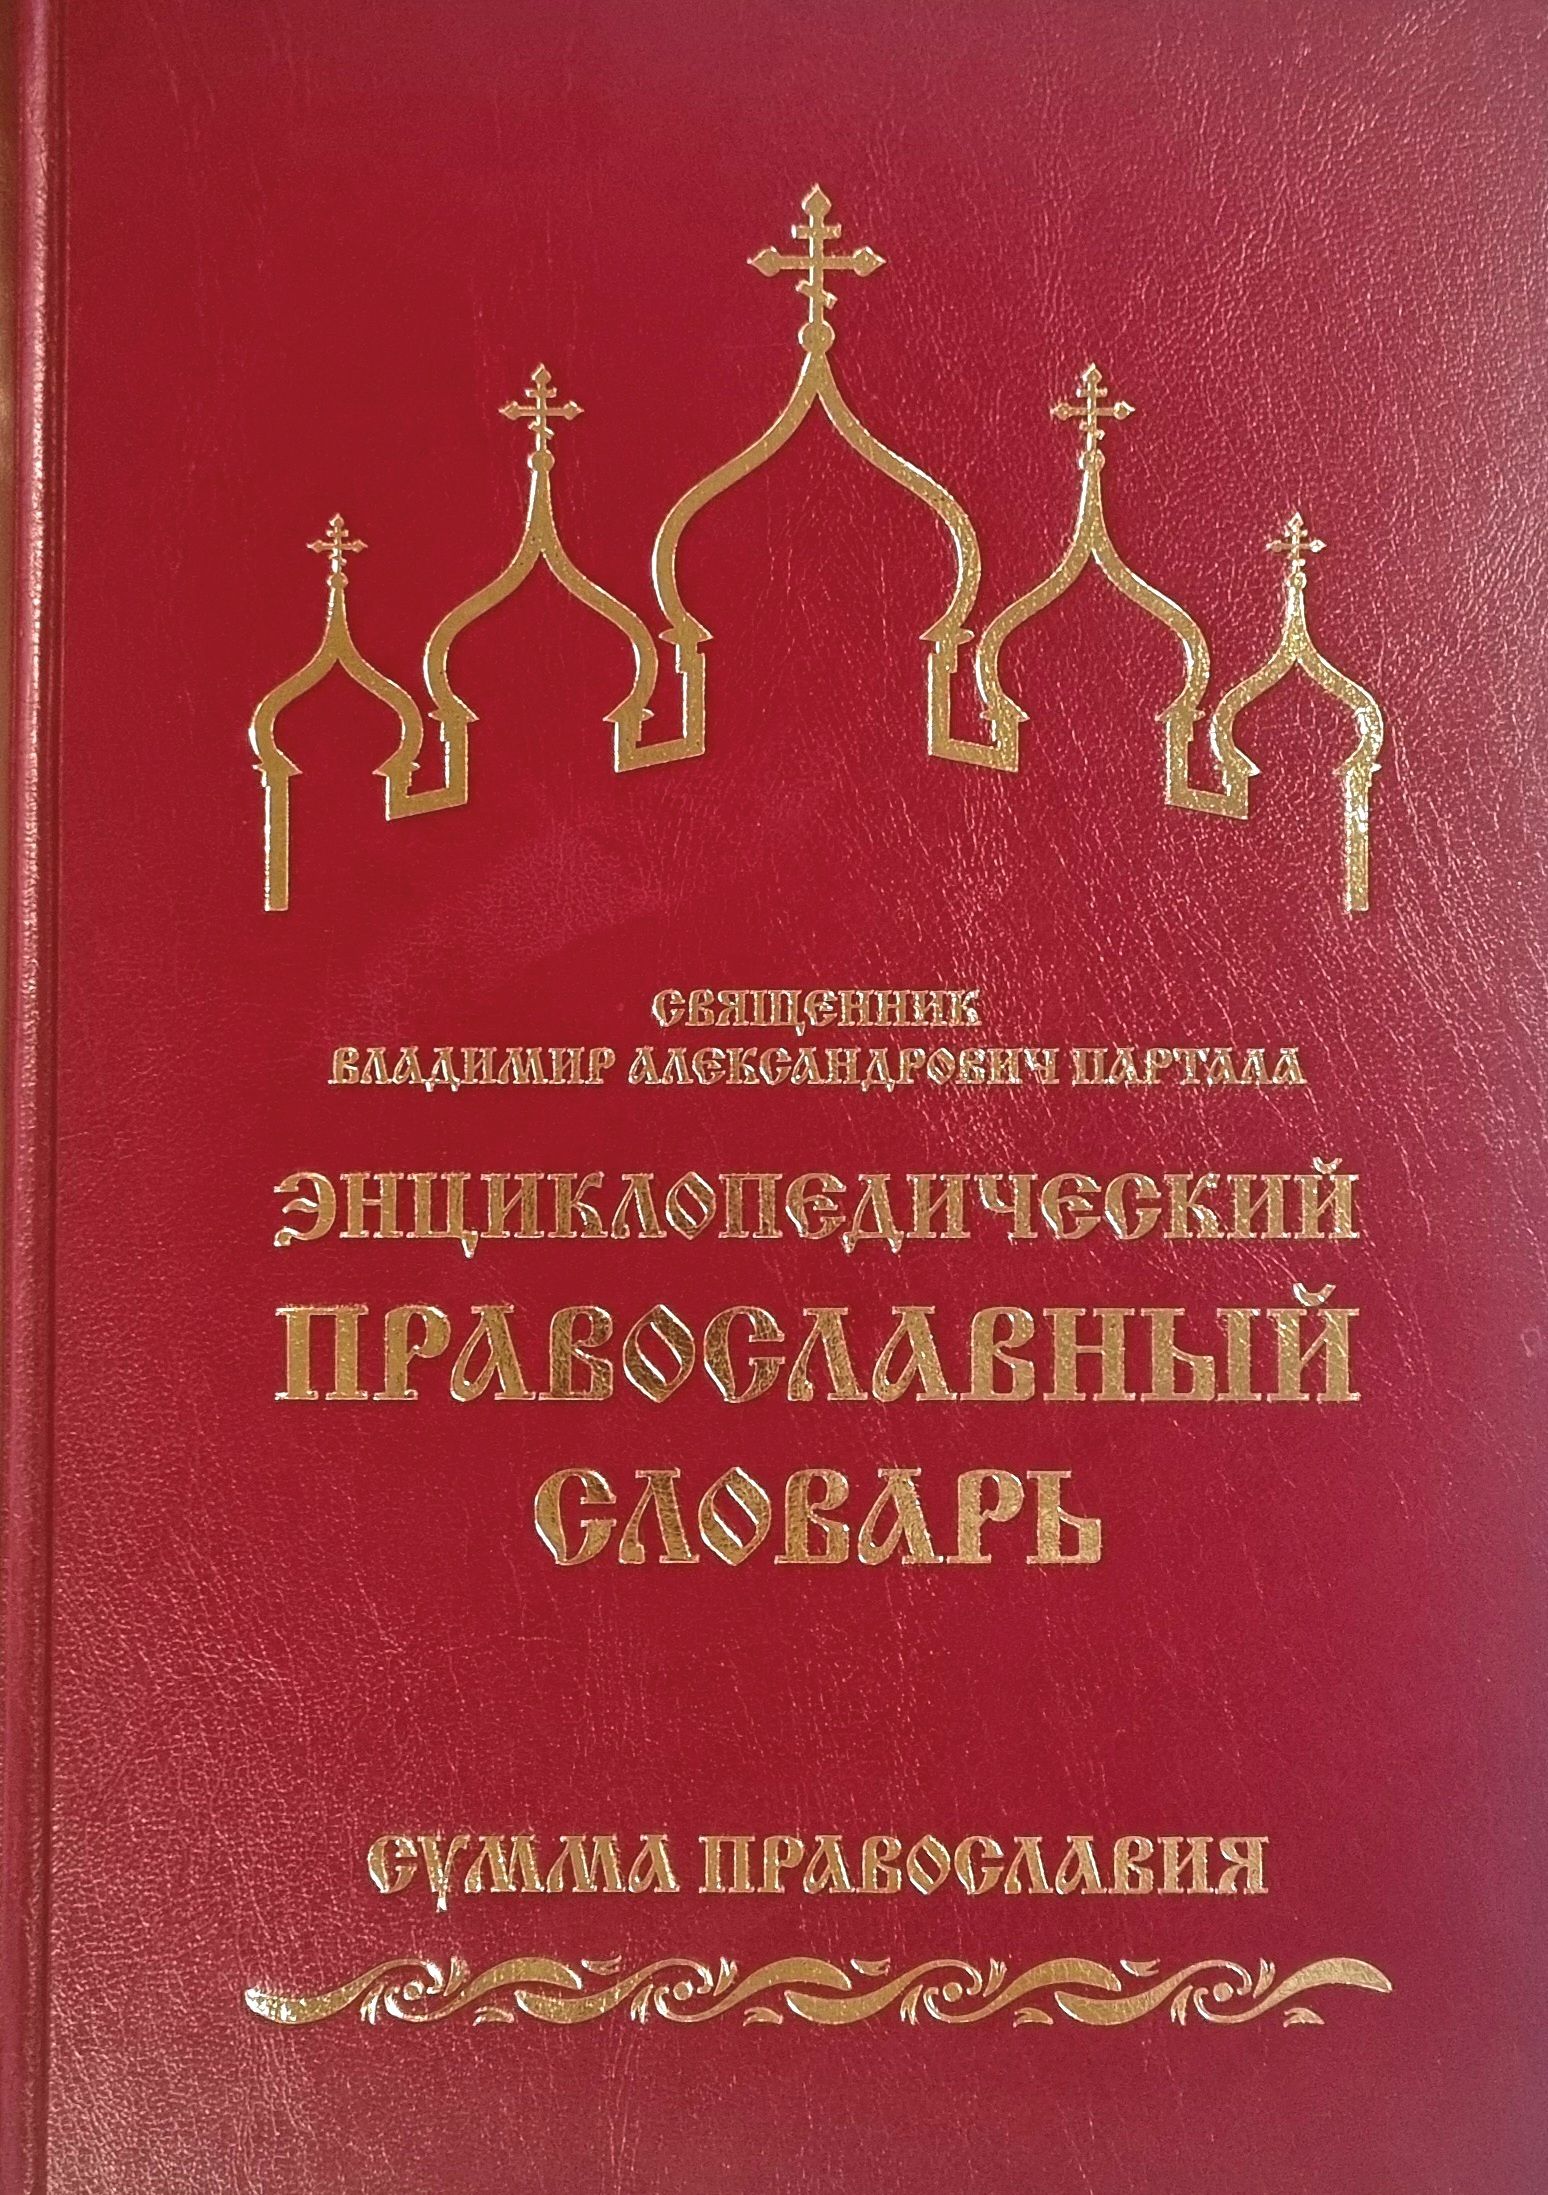 СВЯЩЕННИК
ВЛАДИМИР АЛЕКСАНДРОВИЧ ПАРТАЛА
ЭНЦИКЛОПЕДИЧЕСКИЙ
ПРАВОСЛАВНЫЙ
СЛОВАРЬ
СУММА ПРАВОСЛАВИЯ